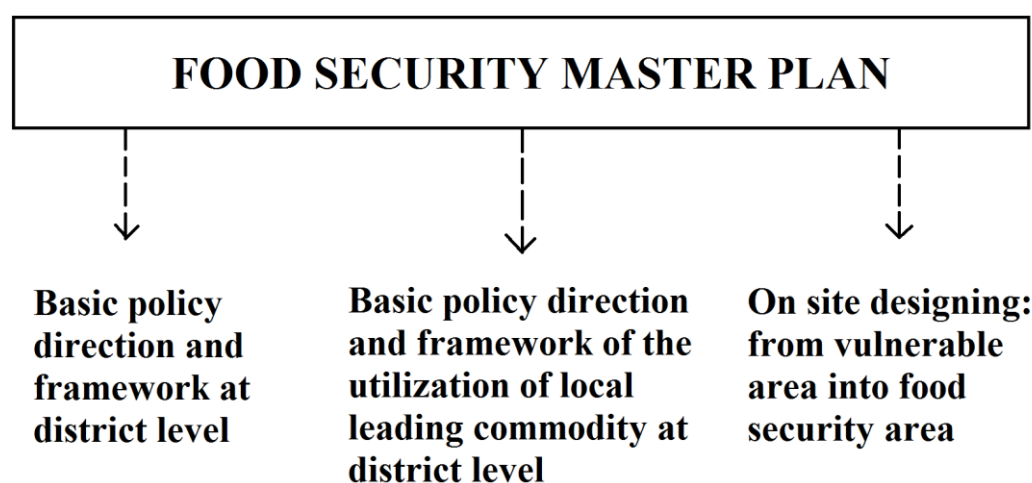 FOOD SECURITY MASTER PLAN
Basic policy
direction and
framework at
district level
Basic policy direction
and framework of the
utilization of local
leading commodity at
district level
On site designing:
from vulnerable
area into food
security area